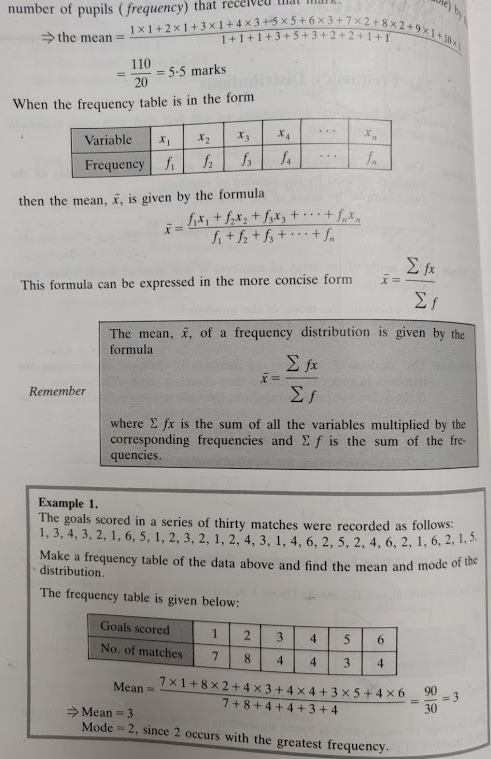 number of pupils (frequency) that received that mark.
⇒ the mean = (1×1+2×1+3×1+4×3+5×5+6×3+7×2+8×2+9×1+10×1)/(1+1+1+3+5+3+2+2+1+1)
= 110/20 = 5·5 marks
When the frequency table is in the form
Variable x₁ x₂ x₃ x₄ ··· xₙ
Frequency f₁ f₂ f₃ f₄ ··· fₙ
then the mean, x̄, is given by the formula
x̄ = (f₁x₁ + f₂x₂ + f₃x₃ + ··· + fₙxₙ)/(f₁ + f₂ + f₃ + ··· + fₙ)
This formula can be expressed in the more concise form x̄ = ∑ fx / ∑ f
The mean, x̄, of a frequency distribution is given by the
formula
x̄ = ∑ fx / ∑ f
Remember
where Σ fx is the sum of all the variables multiplied by the
corresponding frequencies and Σ f is the sum of the fre-
quencies.
Example 1.
The goals scored in a series of thirty matches were recorded as follows:
1, 3, 4, 3, 2, 1, 6, 5, 1, 2, 3, 2, 1, 2, 4, 3, 1, 4, 6, 2, 5, 2, 4, 6, 2, 1, 6, 2, 1, 5.
Make a frequency table of the data above and find the mean and mode of the
distribution.
The frequency table is given below:
Goals scored 1 2 3 4 5 6
No. of matches 7 8 4 4 3 4
Mean = (7×1+8×2+4×3+4×4+3×5+4×6)/(7+8+4+4+3+4) = 90/30 = 3
⇒ Mean = 3
Mode = 2, since 2 occurs with the greatest frequency.